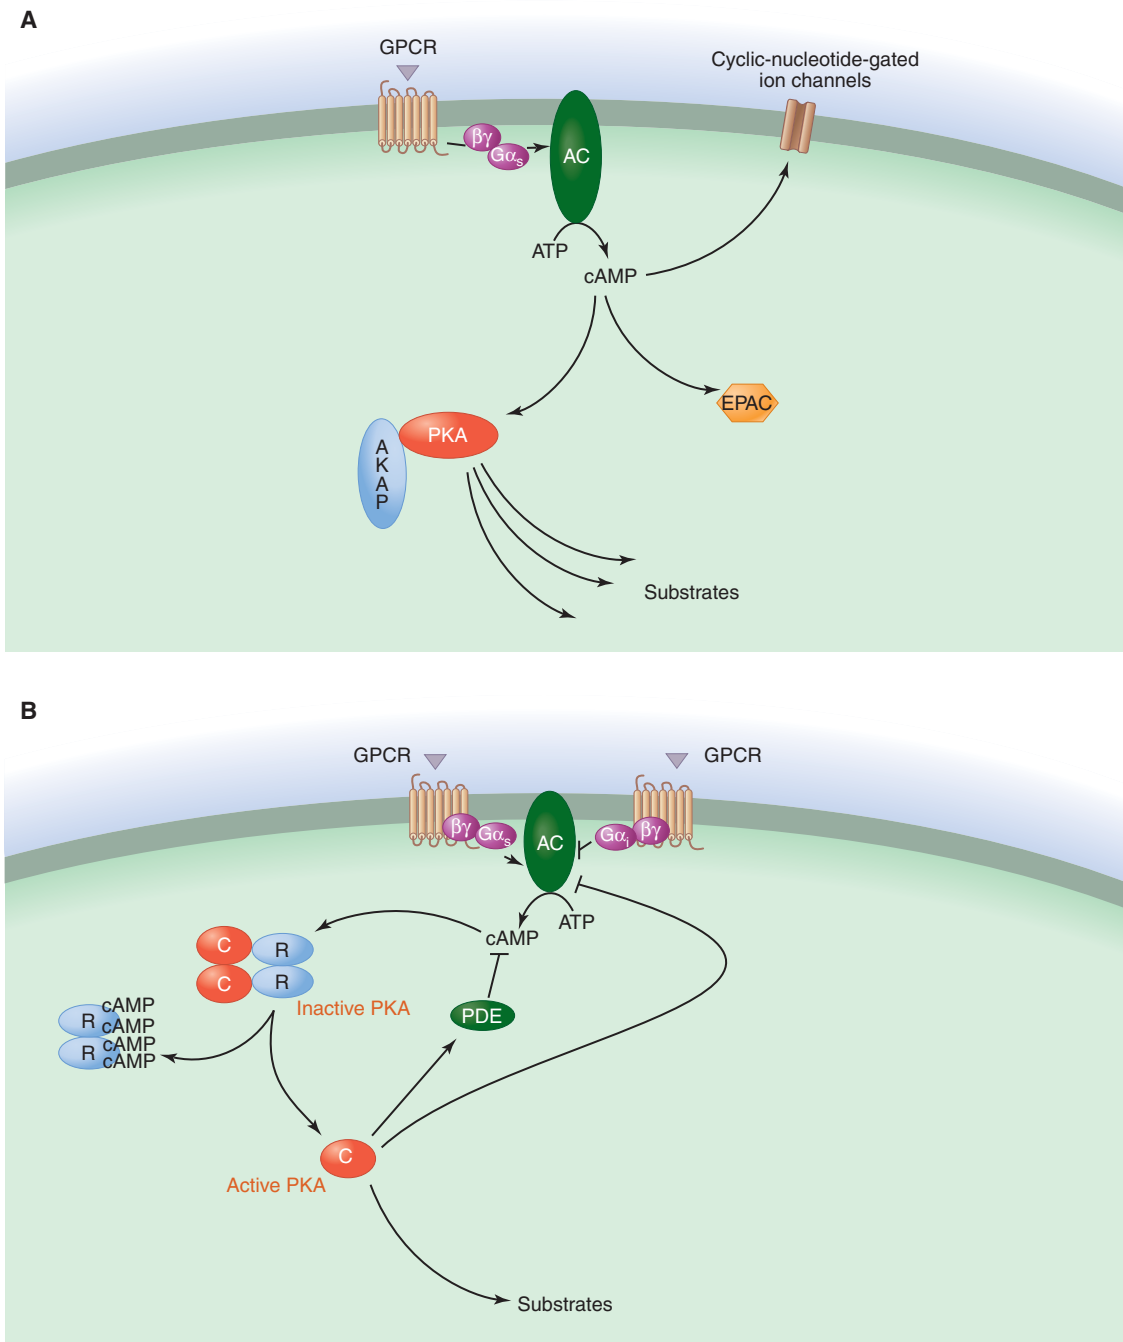 A
GPCR
Cyclic-nucleotide-gated
ion channels
βγ
Gαs
AC
ATP
cAMP
EPAC
PKA
A
K
A
P
Substrates
B
GPCR
GPCR
βγ
Gαs
AC
Gαi
βγ
ATP
cAMP
C
R
C
R
Inactive PKA
cAMP
R
cAMP
cAMP
R
cAMP
PDE
C
Active PKA
Substrates